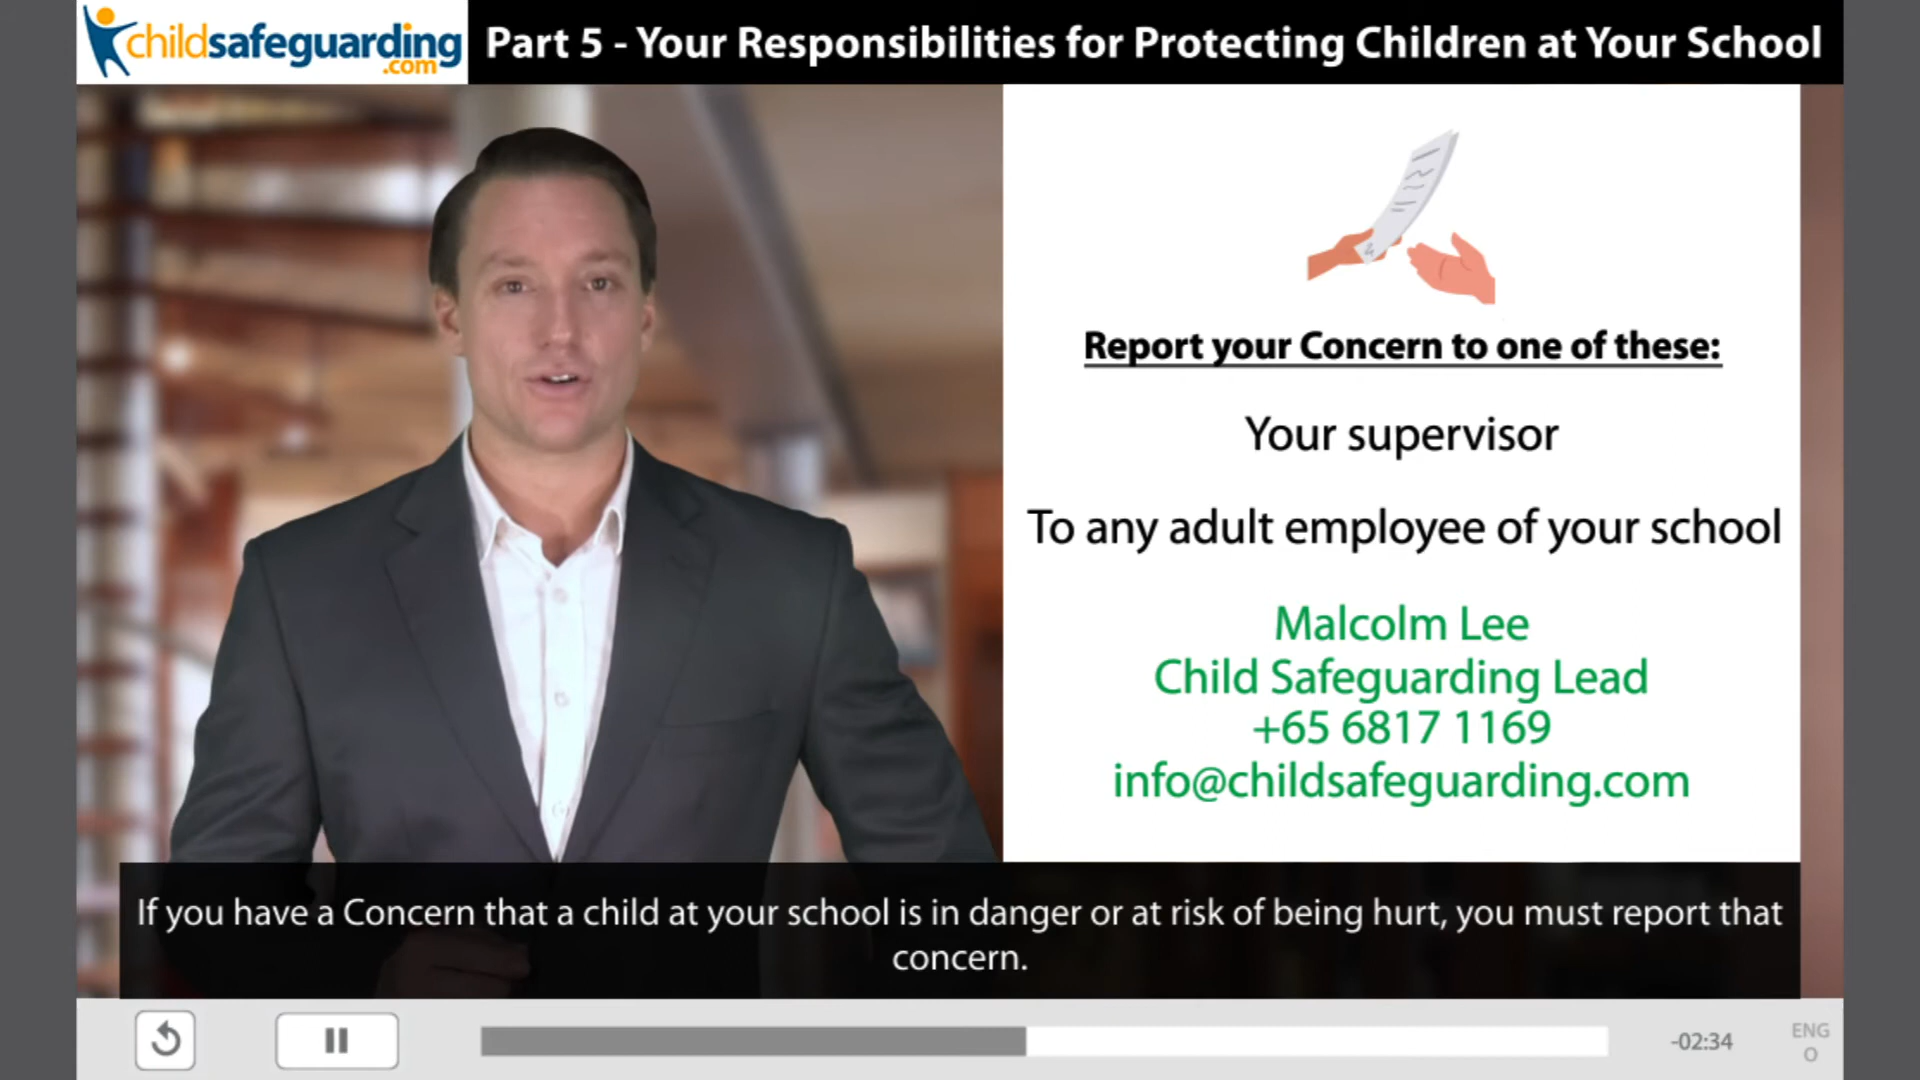 childsafeguarding
.com
Part 5 - Your Responsibilities for Protecting Children at Your School
Report your Concern to one of these:
Your supervisor
To any adult employee of your school
Malcolm Lee
Child Safeguarding Lead
+65 6817 1169
info@childsafeguarding.com
If you have a Concern that a child at your school is in danger or at risk of being hurt, you must report that
concern.
-02:34
ENG
O